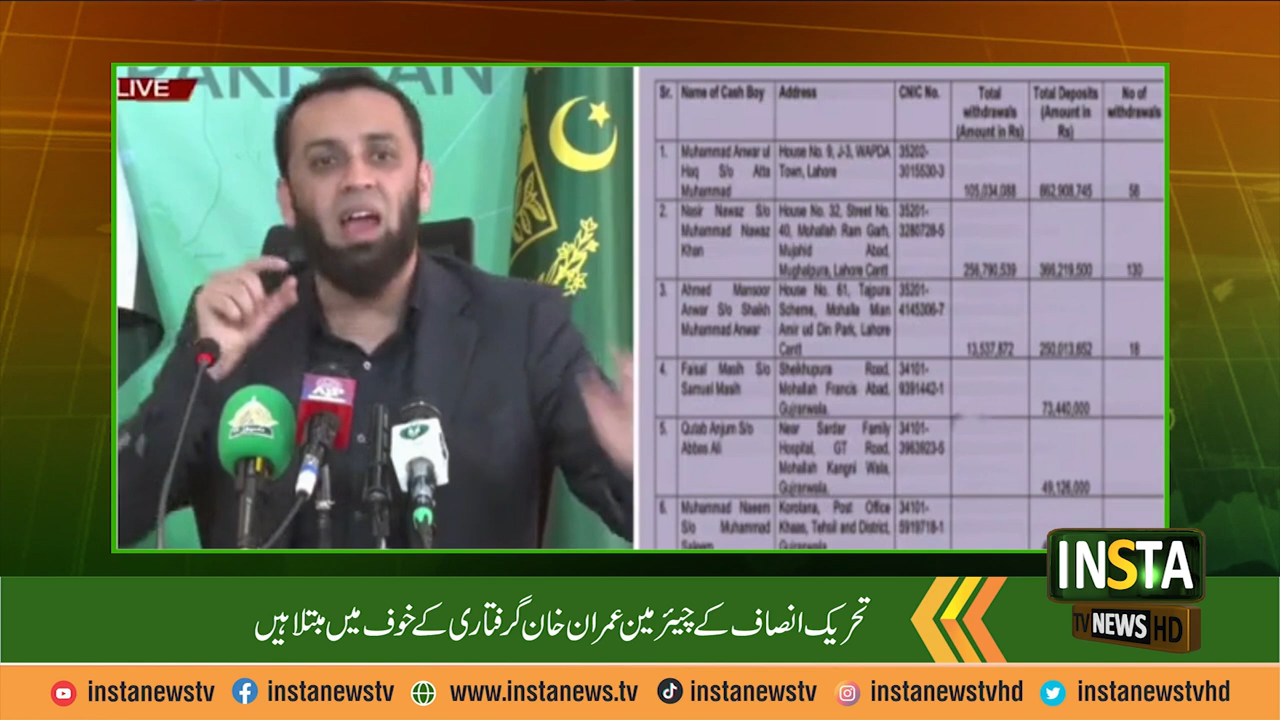 PAKISTAN
LIVE
Sr. Name of Cash Boy Address CNIC No. Total withdrawals (Amount in Rs) Total Deposits (Amount in Rs) No of withdrawals
1. Muhammad Anwar ul Haq S/o Atta Muhammad House No. 9, J-3, WAPDA Town, Lahore 35202-3015530-3 105,034,088 862,908,745 58
2. Nasir Nawaz S/o Muhammad Nawaz Khan House No. 32, Street No. 40, Mohallah Ram Garh, Mujahid Abad, Mughalpura, Lahore Cantt 35201-3280728-5 256,790,539 366,219,500 130
3. Ahmed Mansoor Anwar S/o Shaikh Muhammad Anwar House No. 61, Tajpura Scheme, Mohalla Mian Amir ud Din Park, Lahore Cantt 35201-4145306-7 13,537,872 250,013,652 18
4. Faisal Masih S/o Samuel Masih Sheikhupura Road, Mohallah Francis Abad, Gujranwala 34101-9391442-1 73,440,000
5. Qutab Anjum S/o Abbas Ali Near Sardar Family Hospital, GT Road, Mohallah Kangni Wala, Gujranwala 34101-3963923-5 49,126,000
6. Muhammad Naeem S/o Muhammad Saleem Korotana, Post Office Khaas, Tehsil and District, Gujranwala 34101-5919718-1
INSTA
TV NEWS HD
تحریک انصاف کے چیئرمین عمران خان گرفتاری کے خوف میں مبتلا ہیں
instanewstv instanewstv www.instanews.tv instanewstv instanewstvhd instanewstvhd